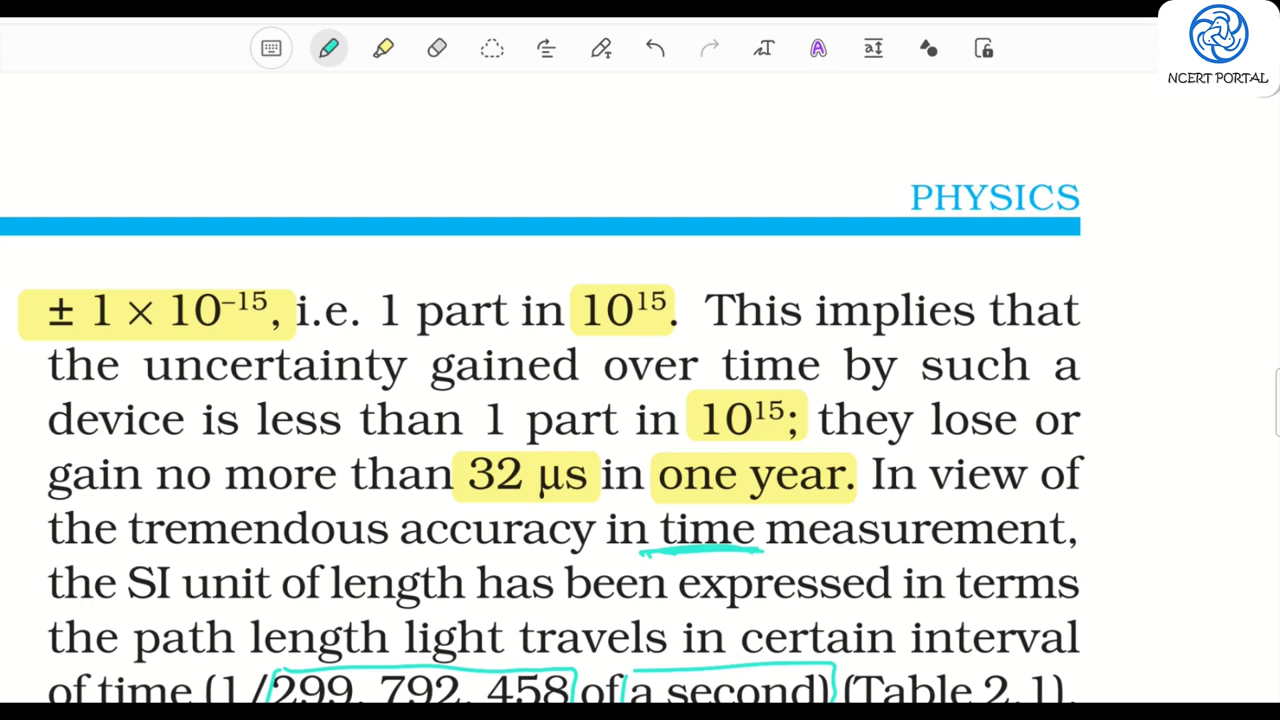 NCERT PORTAL
PHYSICS
± 1 × 10⁻¹⁵, i.e. 1 part in 10¹⁵. This implies that
the uncertainty gained over time by such a
device is less than 1 part in 10¹⁵; they lose or
gain no more than 32 µs in one year. In view of
the tremendous accuracy in time measurement,
the SI unit of length has been expressed in terms
the path length light travels in certain interval
of time (1/299, 792, 458 of a second) (Table 2.1).